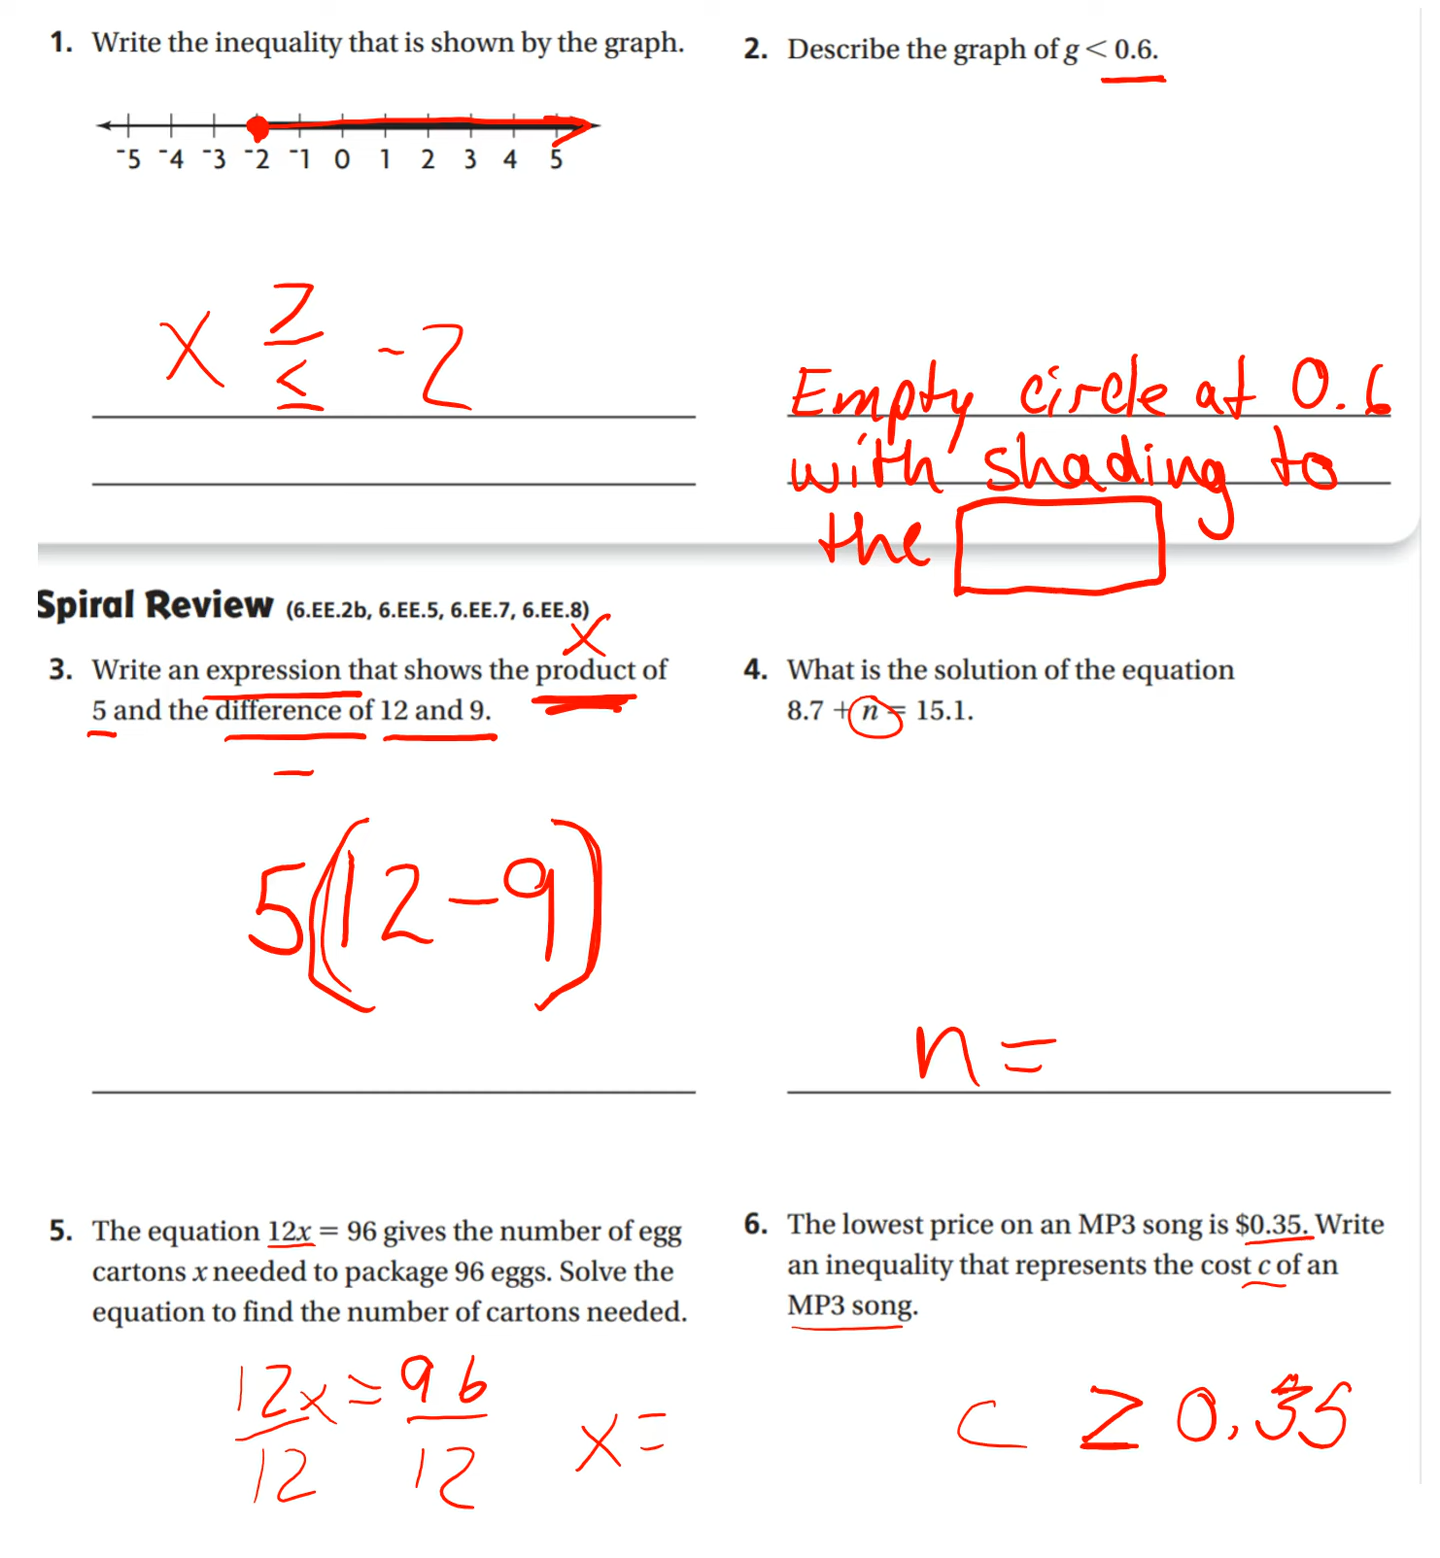 1. Write the inequality that is shown by the graph.
-5 -4 -3 -2 -1 0 1 2 3 4 5
x ≥ -2
≤
2. Describe the graph of g < 0.6.
Empty circle at 0.6
with shading to
the
Spiral Review (6.EE.2b, 6.EE.5, 6.EE.7, 6.EE.8)
x
3. Write an expression that shows the product of
5 and the difference of 12 and 9.
−
5(12-9)
4. What is the solution of the equation
8.7 + n = 15.1.
n =
5. The equation 12x = 96 gives the number of egg
cartons x needed to package 96 eggs. Solve the
equation to find the number of cartons needed.
12x = 96
12 12
x =
6. The lowest price on an MP3 song is $0.35. Write
an inequality that represents the cost c of an
MP3 song.
c ≥ 0.35